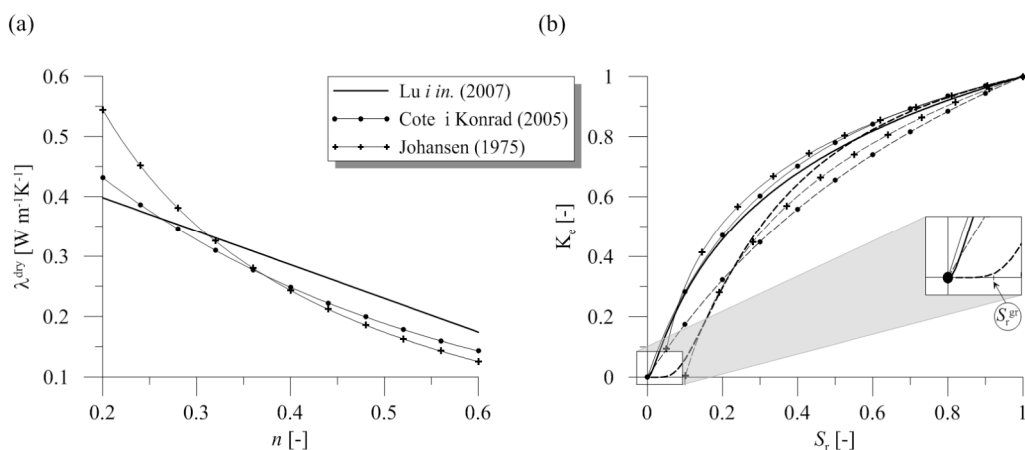 (a)
(b)
0.6
0.5
0.4
0.3
0.2
0.1
λ^dry [W m⁻¹K⁻¹]
0.2
0.3
0.4
0.5
0.6
n [-]
Lu i in. (2007)
Cote i Konrad (2005)
Johansen (1975)
1
0.8
0.6
0.4
0.2
0
K_e [-]
S_r^gr
0
0.2
0.4
0.6
0.8
1
S_r [-]